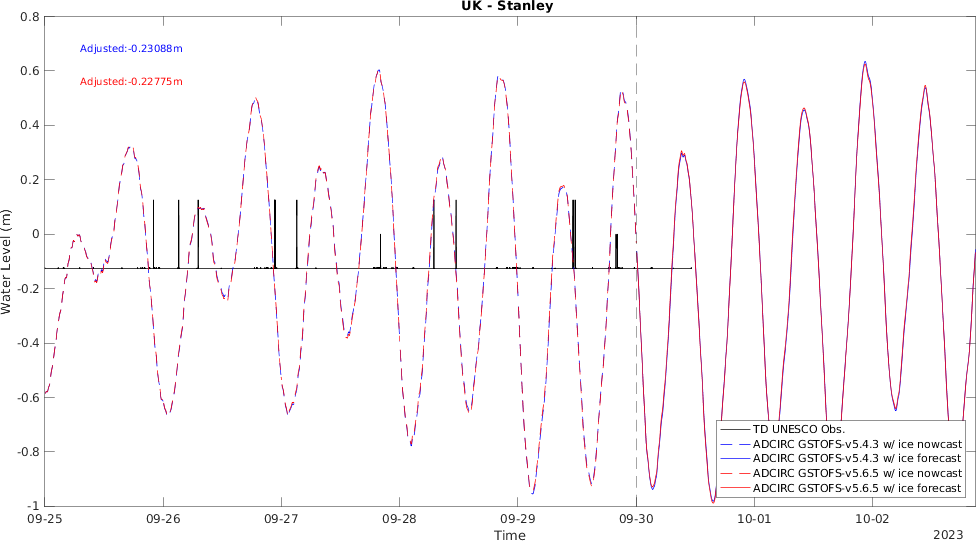 UK - Stanley
Adjusted:-0.23088m
Adjusted:-0.22775m
Water Level (m)
0.8
0.6
0.4
0.2
0
-0.2
-0.4
-0.6
-0.8
-1
TD UNESCO Obs.
ADCIRC GSTOFS-v5.4.3 w/ ice nowcast
ADCIRC GSTOFS-v5.4.3 w/ ice forecast
ADCIRC GSTOFS-v5.6.5 w/ ice nowcast
ADCIRC GSTOFS-v5.6.5 w/ ice forecast
09-25 09-26 09-27 09-28 09-29 09-30 10-01 10-02
Time
2023